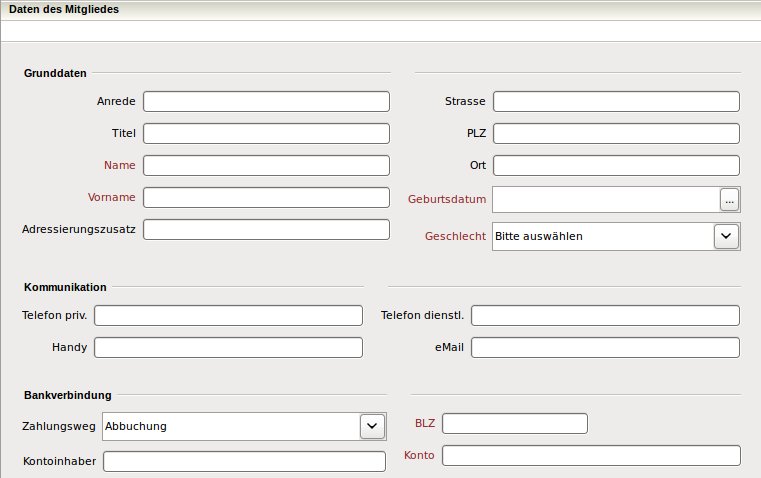 Daten des Mitgliedes
Grunddaten
Anrede
Strasse
Titel
PLZ
Name
Ort
Vorname
Geburtsdatum ...
Adressierungszusatz
Geschlecht Bitte auswählen
Kommunikation
Telefon priv.
Telefon dienstl.
Handy
eMail
Bankverbindung
Zahlungsweg Abbuchung
BLZ
Kontoinhaber
Konto